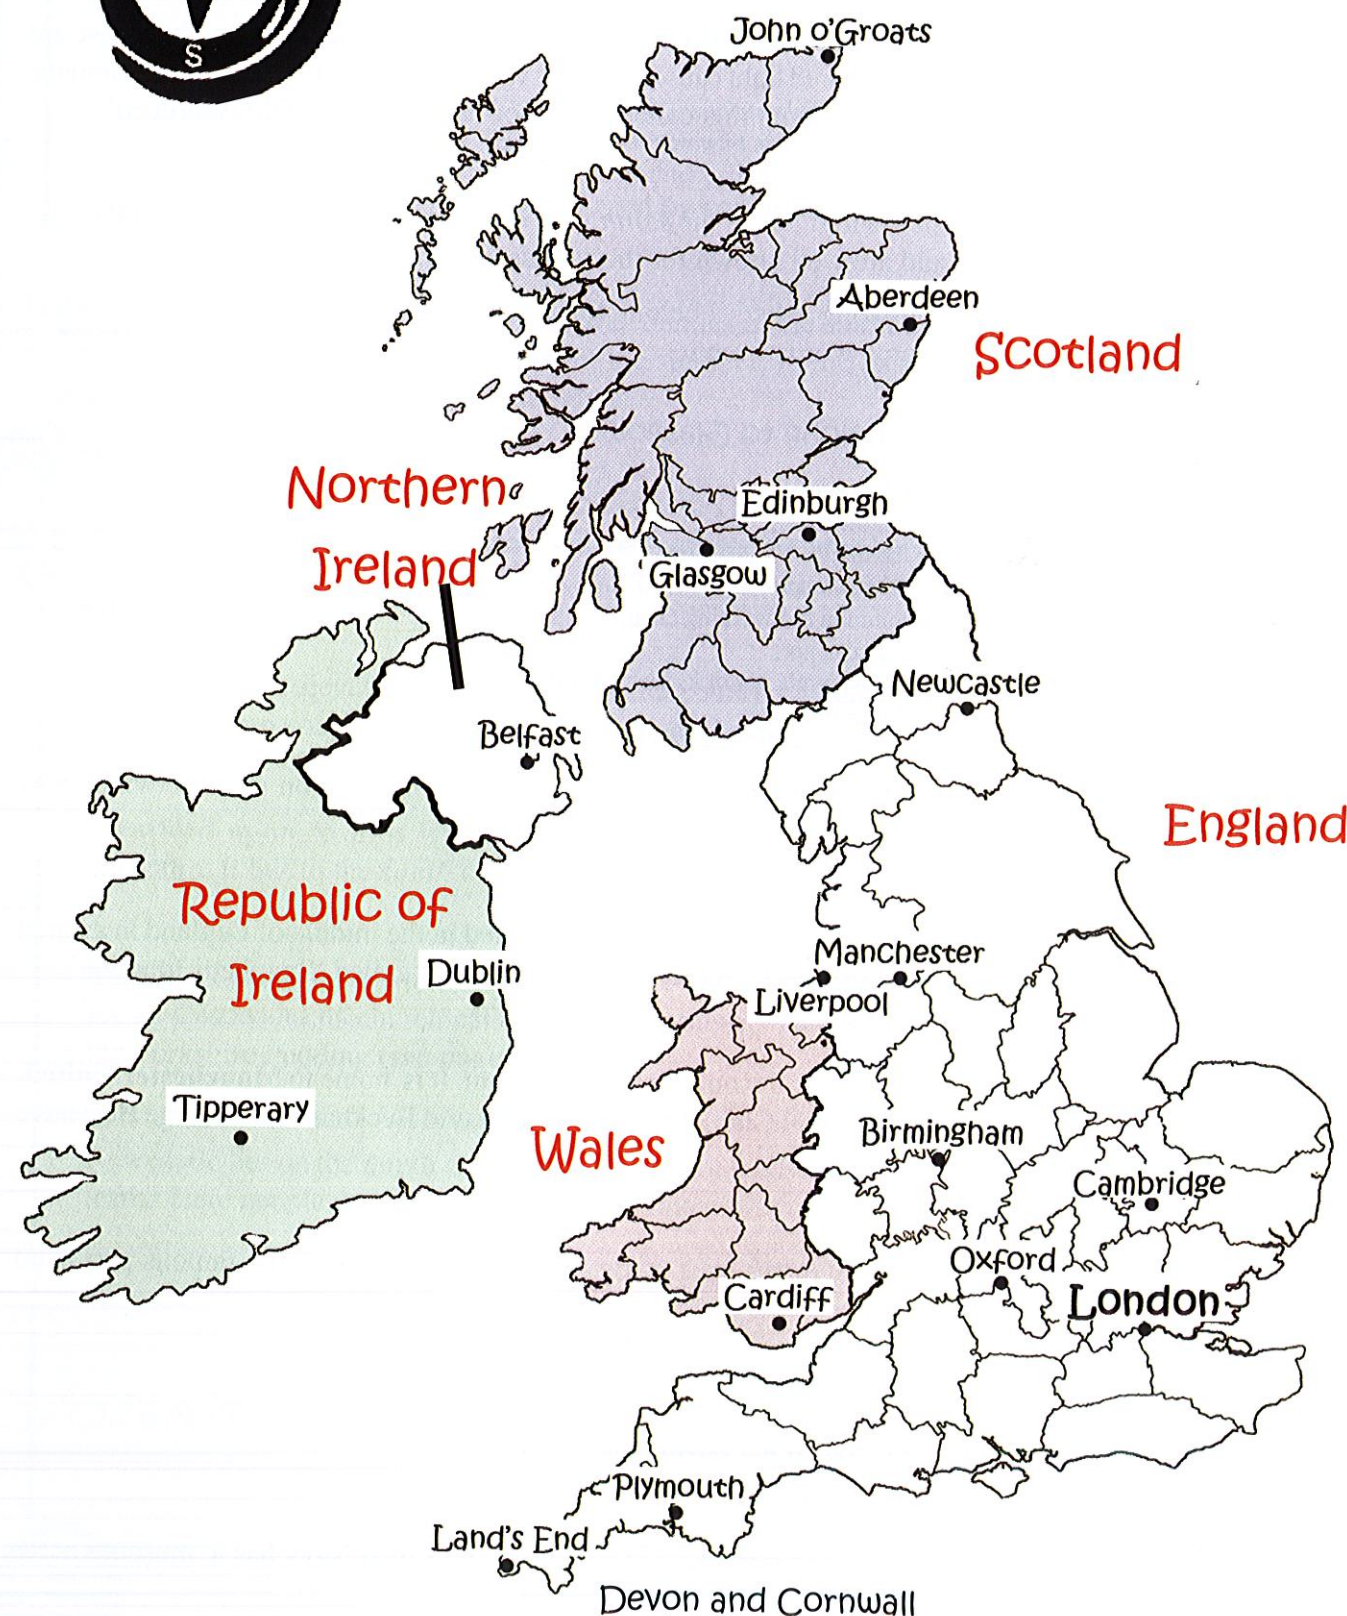 S
John o'Groats
Aberdeen
Scotland
Northern
Ireland
Edinburgh
Glasgow
Newcastle
Belfast
England
Republic of
Ireland
Dublin
Manchester
Liverpool
Tipperary
Wales
Birmingham
Cambridge
Oxford
London
Cardiff
Plymouth
Land's End
Devon and Cornwall